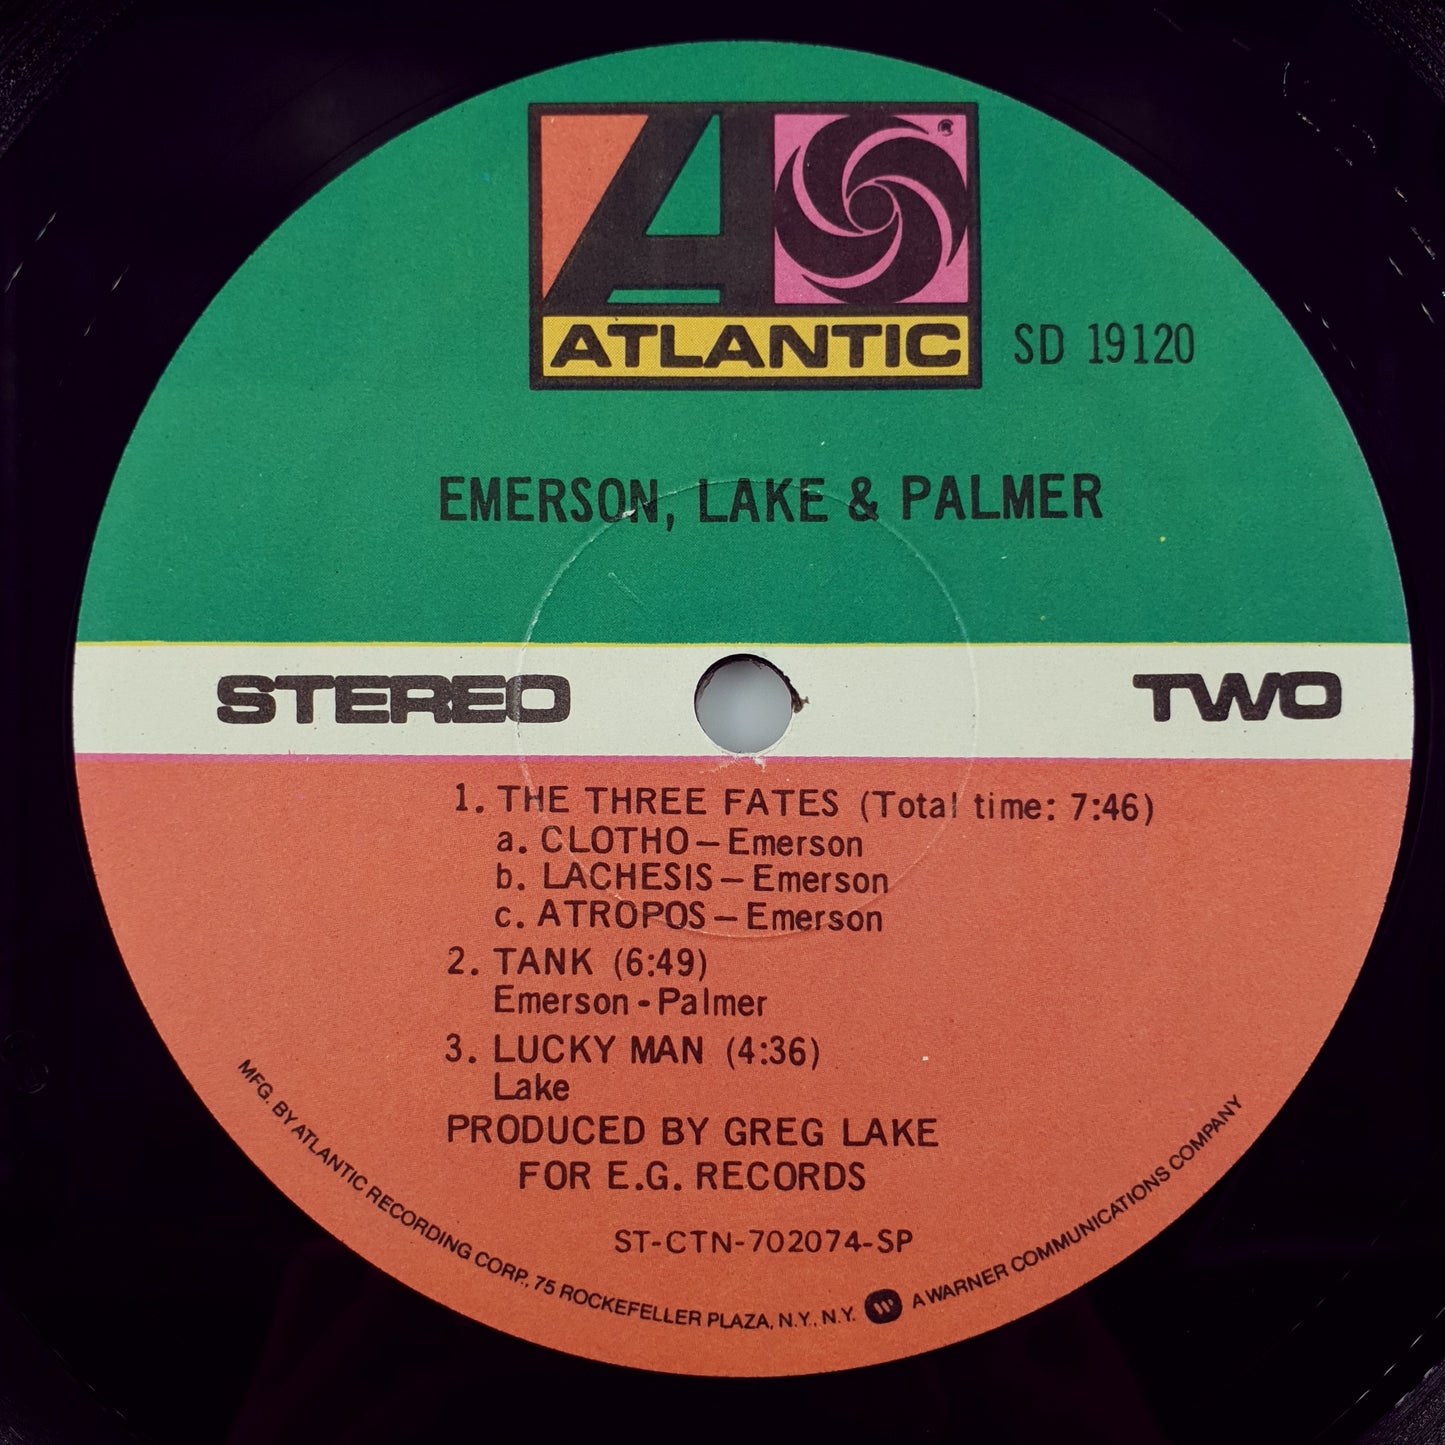 ATLANTIC
SD 19120
EMERSON, LAKE & PALMER
STEREO
TWO
1. THE THREE FATES (Total time: 7:46)
a. CLOTHO – Emerson
b. LACHESIS – Emerson
c. ATROPOS – Emerson
2. TANK (6:49)
Emerson - Palmer
3. LUCKY MAN (4:36)
Lake
PRODUCED BY GREG LAKE
FOR E.G. RECORDS
ST-CTN-702074-SP
MFG. BY ATLANTIC RECORDING CORP., 75 ROCKEFELLER PLAZA, N.Y., N.Y. A WARNER COMMUNICATIONS COMPANY